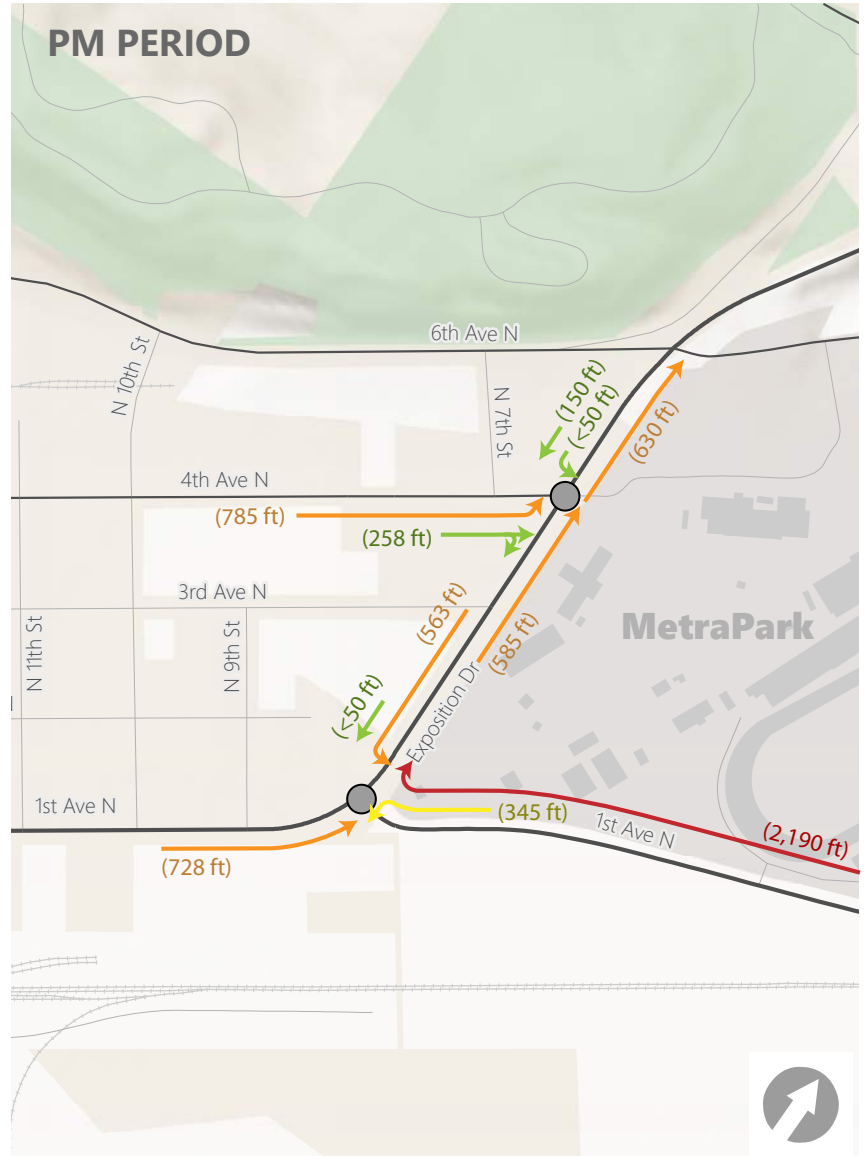 PM PERIOD
6th Ave N
N 10th St
N 7th St
(150 ft)
(<50 ft)
(630 ft)
4th Ave N
(785 ft)
(258 ft)
3rd Ave N
(563 ft)
(585 ft)
MetraPark
N 11th St
N 9th St
(<50 ft)
Exposition Dr
1st Ave N
(345 ft)
1st Ave N
(2,190 ft)
(728 ft)